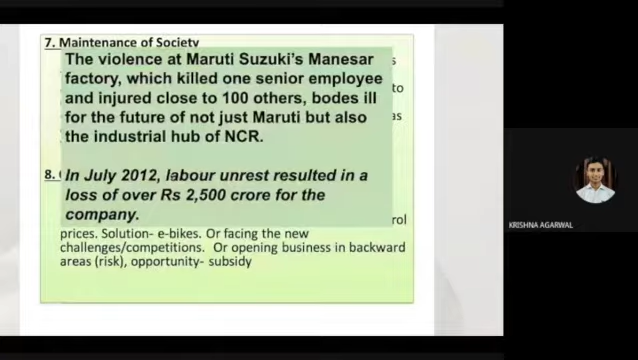 7. Maintenance of Society
The violence at Maruti Suzuki's Manesar
factory, which killed one senior employee
and injured close to 100 others, bodes ill
for the future of not just Maruti but also
the industrial hub of NCR.
8.
In July 2012, labour unrest resulted in a
loss of over Rs 2,500 crore for the
company.
prices. Solution- e-bikes. Or facing the new
challenges/competitions. Or opening business in backward
areas (risk), opportunity- subsidy
KRISHNA AGARWAL